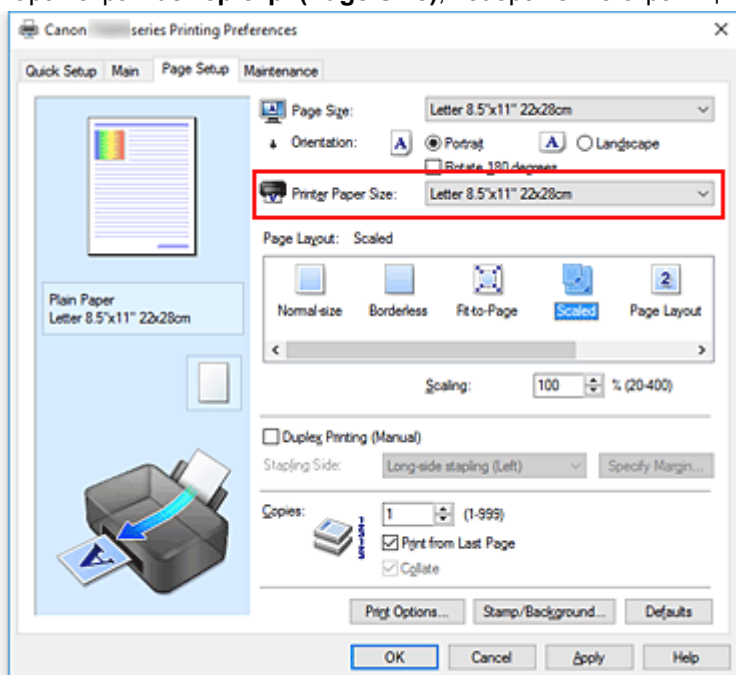 Canon series Printing Preferences
Quick Setup Main Page Setup Maintenance
Page Size: Letter 8.5"x11" 22x28cm
Orientation: A Portrait A Landscape
Rotate 180 degrees
Printer Paper Size: Letter 8.5"x11" 22x28cm
Page Layout: Scaled
Normal-size Borderless Fit-to-Page Scaled 2 Page Layout
Plain Paper
Letter 8.5"x11" 22x28cm
Scaling: 100 % (20-400)
Duplex Printing (Manual)
Stapling Side: Long-side stapling (Left) Specify Margin...
Copies: 1 (1-999)
Print from Last Page
Collate
Print Options... Stamp/Background... Defaults
OK Cancel Apply Help